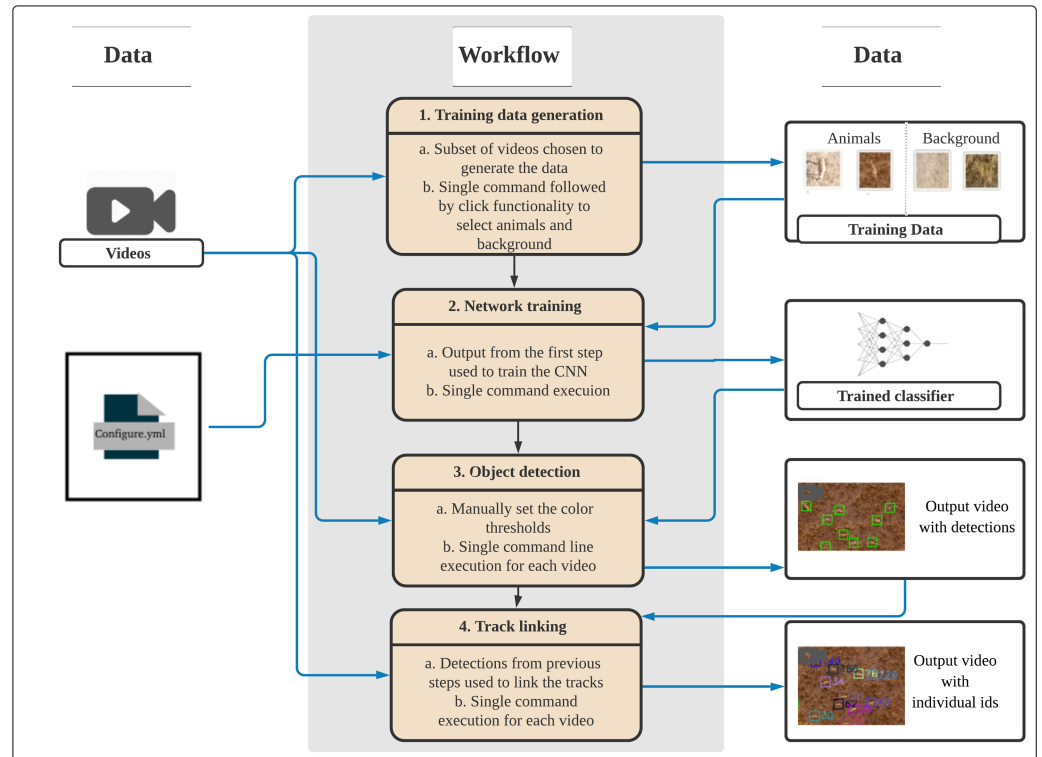 Data
Workflow
Data
Videos
Configure.yml
1. Training data generation
a. Subset of videos chosen to
generate the data
b. Single command followed
by click functionality to
select animals and
background
2. Network training
a. Output from the first step
used to train the CNN
b. Single command execuion
3. Object detection
a. Manually set the color
thresholds
b. Single command line
execution for each video
4. Track linking
a. Detections from previous
steps used to link the tracks
b. Single command
execution for each video
Animals
Background
Training Data
Trained classifier
Output video
with detections
Output video
with
individual ids
34
62